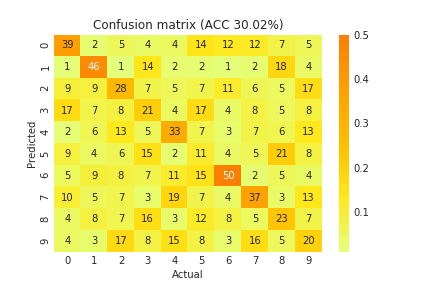 Confusion matrix (ACC 30.02%)
0 39 2 5 4 4 14 12 12 7 5
1 1 46 1 14 2 2 1 2 18 4
2 9 9 28 7 5 7 11 6 5 17
3 17 7 8 21 4 17 4 8 5 8
4 2 6 13 5 33 7 3 7 6 13
5 9 4 6 15 2 11 4 5 21 8
6 5 9 8 7 11 15 50 2 5 4
7 10 5 7 3 19 7 4 37 3 13
8 4 8 7 16 3 12 8 5 23 7
9 4 3 17 8 15 8 3 16 5 20
0 1 2 3 4 5 6 7 8 9
Predicted
Actual
0.5
0.4
0.3
0.2
0.1